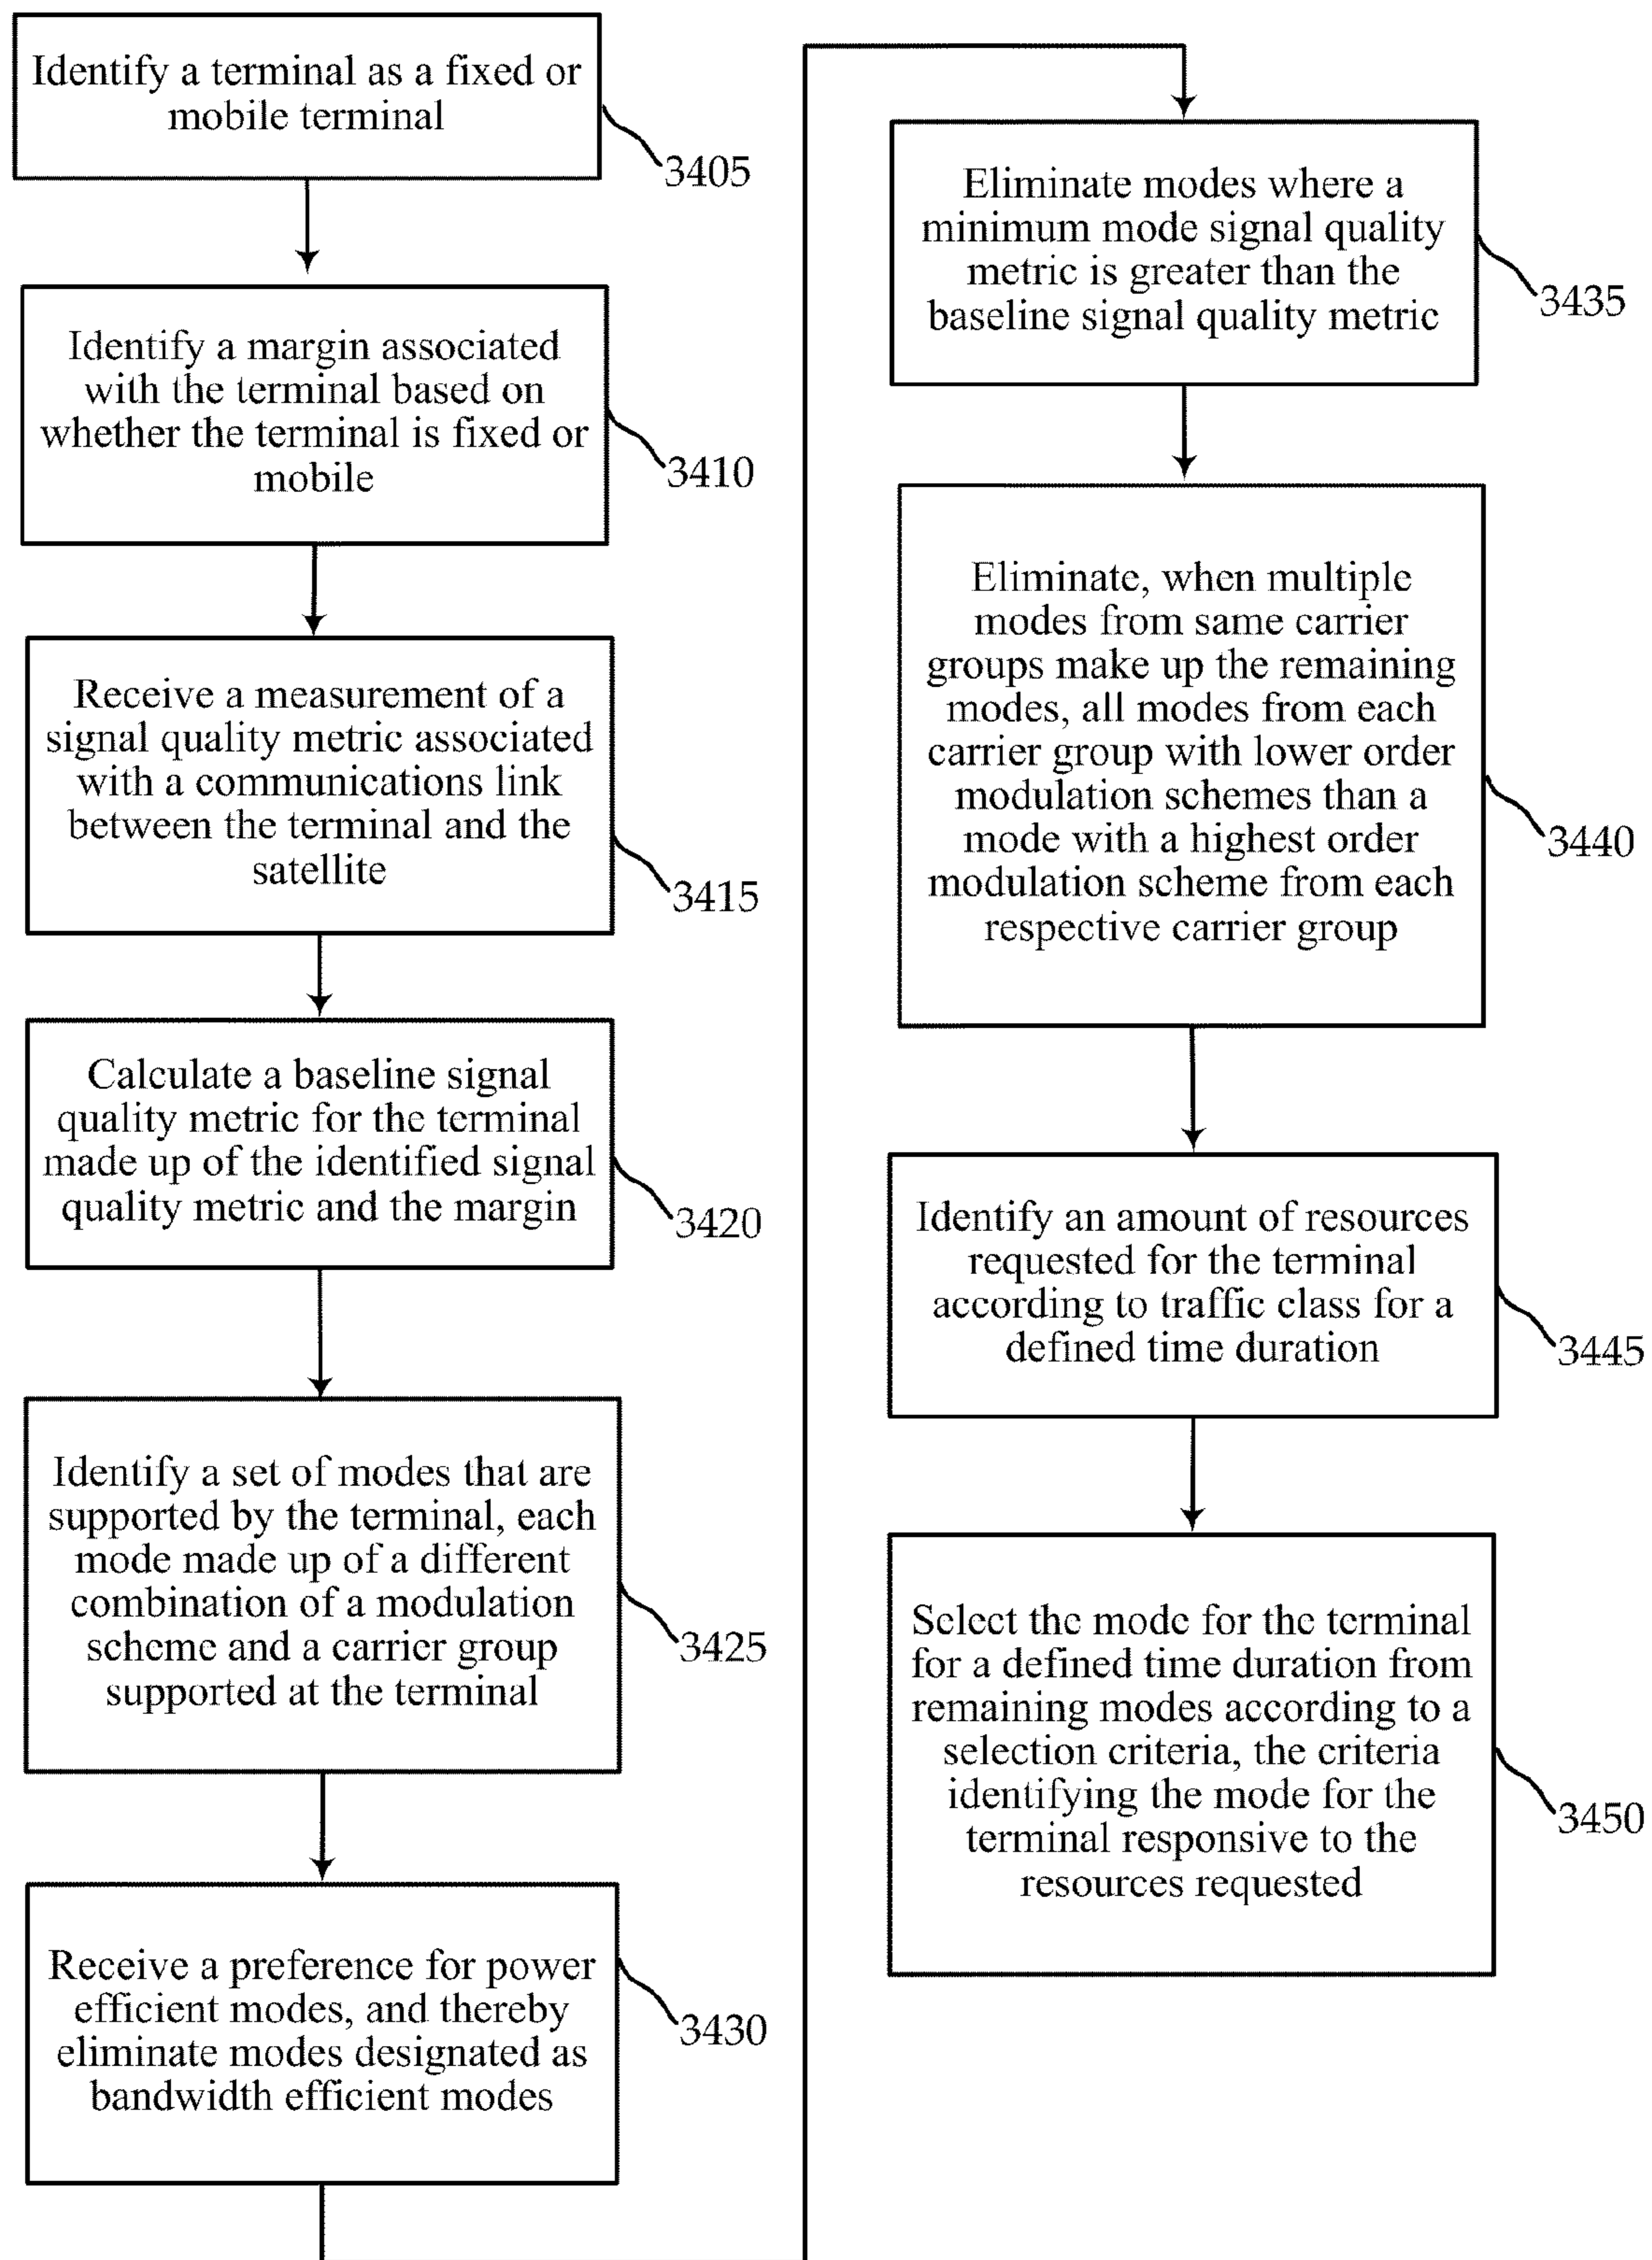 Identify a terminal as a fixed or
mobile terminal
3405
Identify a margin associated
with the terminal based on
whether the terminal is fixed or
mobile
3410
Receive a measurement of a
signal quality metric associated
with a communications link
between the terminal and the
satellite
3415
Calculate a baseline signal
quality metric for the terminal
made up of the identified signal
quality metric and the margin
3420
Identify a set of modes that are
supported by the terminal, each
mode made up of a different
combination of a modulation
scheme and a carrier group
supported at the terminal
3425
Receive a preference for power
efficient modes, and thereby
eliminate modes designated as
bandwidth efficient modes
3430
Eliminate modes where a
minimum mode signal quality
metric is greater than the
baseline signal quality metric
3435
Eliminate, when multiple
modes from same carrier
groups make up the remaining
modes, all modes from each
carrier group with lower order
modulation schemes than a
mode with a highest order
modulation scheme from each
respective carrier group
3440
Identify an amount of resources
requested for the terminal
according to traffic class for a
defined time duration
3445
Select the mode for the terminal
for a defined time duration from
remaining modes according to a
selection criteria, the criteria
identifying the mode for the
terminal responsive to the
resources requested
3450